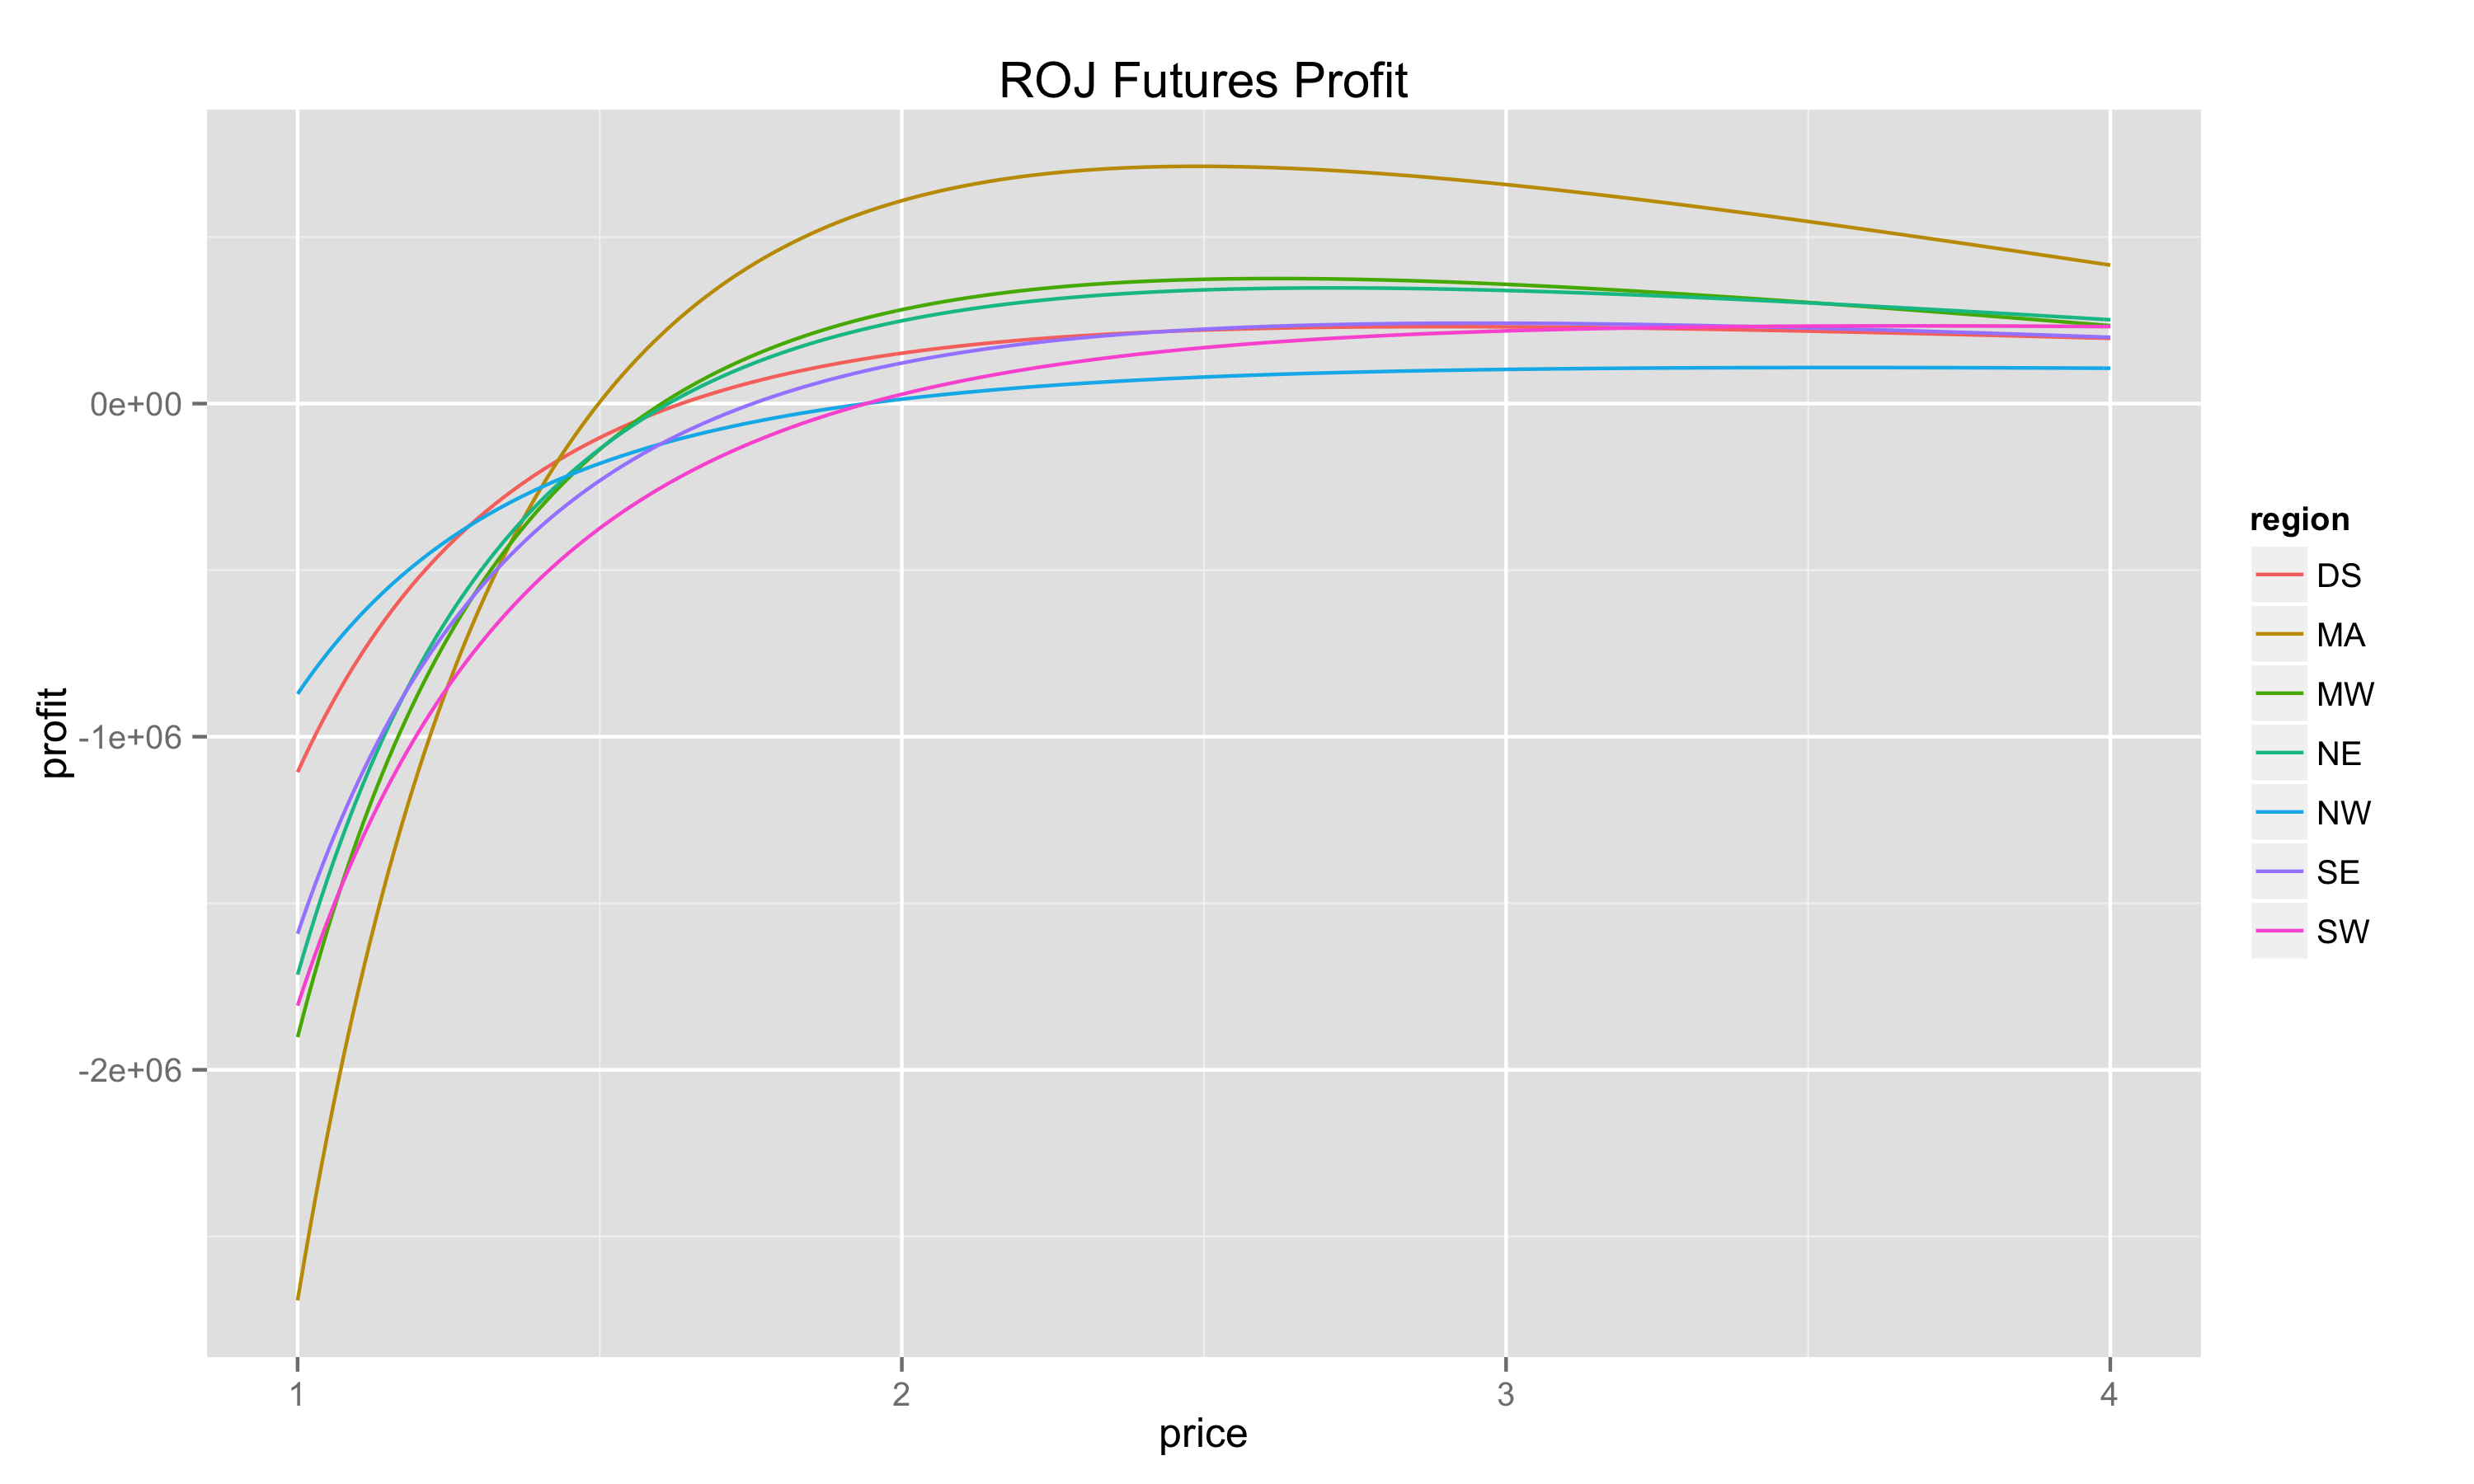 ROJ Futures Profit
profit
0e+00
-1e+06
-2e+06
1 2 3 4
price
region
DS
MA
MW
NE
NW
SE
SW